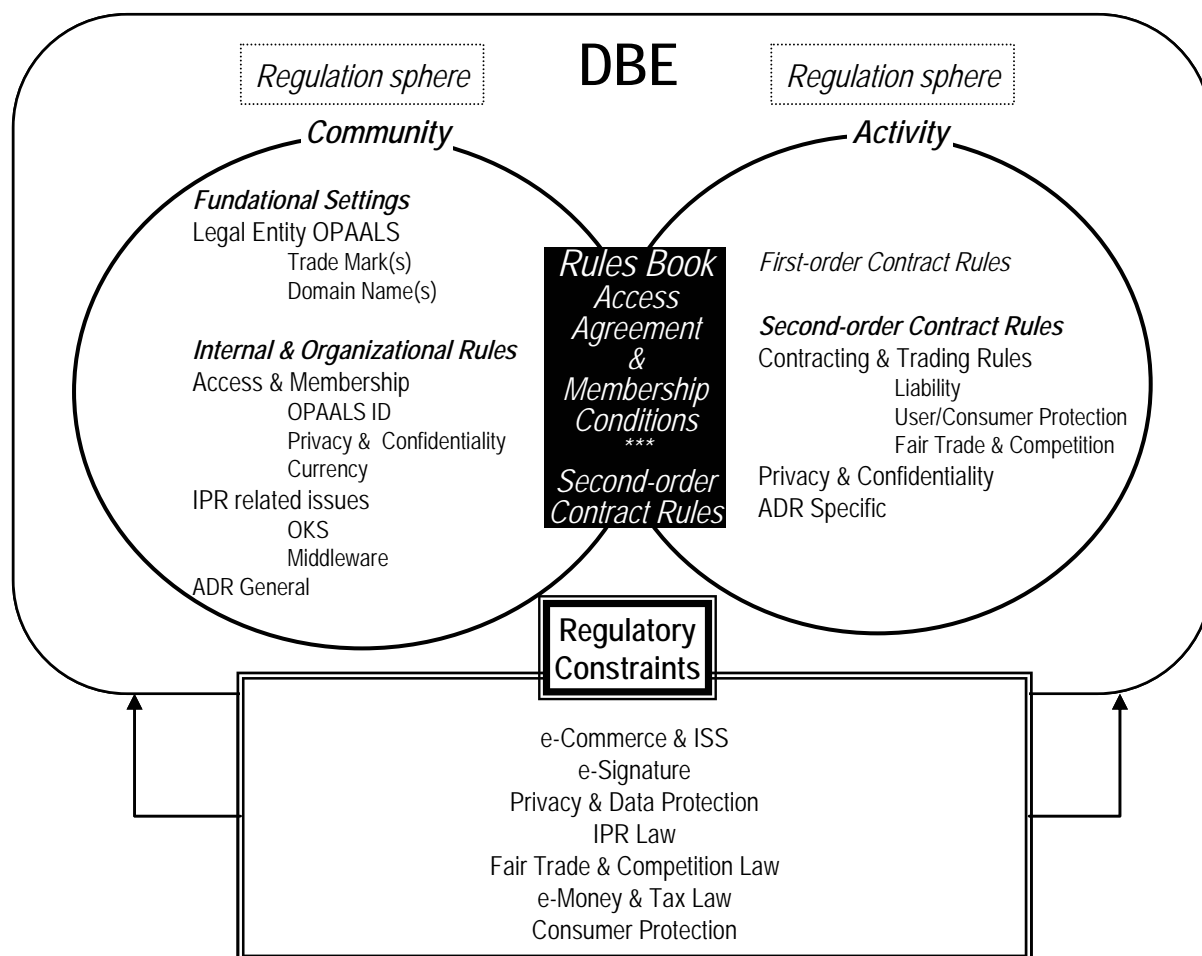 DBE
Regulation sphere
Regulation sphere
Community
Activity
Fundational Settings
Legal Entity OPAALS
Trade Mark(s)
Domain Name(s)
Internal & Organizational Rules
Access & Membership
OPAALS ID
Privacy & Confidentiality
Currency
IPR related issues
OKS
Middleware
ADR General
Rules Book
Access
Agreement
&
Membership
Conditions
***
Second-order
Contract Rules
First-order Contract Rules
Second-order Contract Rules
Contracting & Trading Rules
Liability
User/Consumer Protection
Fair Trade & Competition
Privacy & Confidentiality
ADR Specific
Regulatory
Constraints
e-Commerce & ISS
e-Signature
Privacy & Data Protection
IPR Law
Fair Trade & Competition Law
e-Money & Tax Law
Consumer Protection